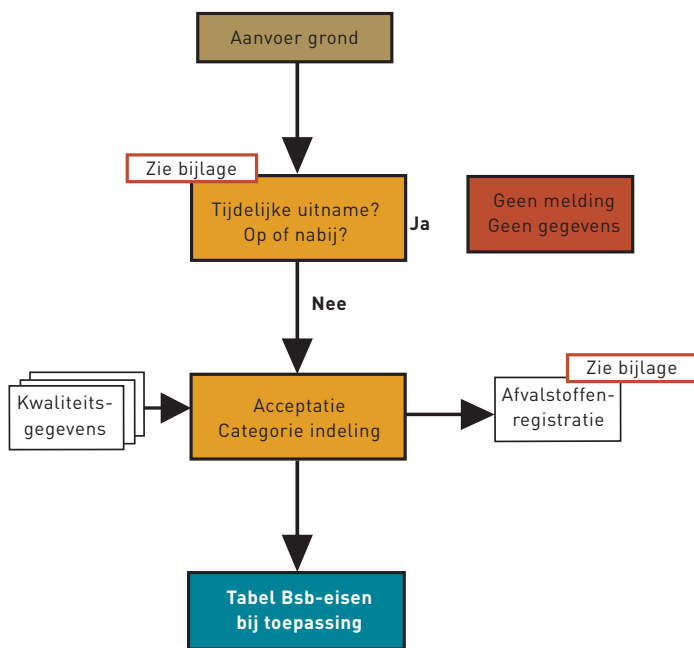 Aanvoer grond
Zie bijlage
Tijdelijke uitname?
Op of nabij?
Ja
Geen melding
Geen gegevens
Nee
Zie bijlage
Kwaliteits-
gegevens
Acceptatie
Categorie indeling
Afvalstoffen-
registratie
Tabel Bsb-eisen
bij toepassing